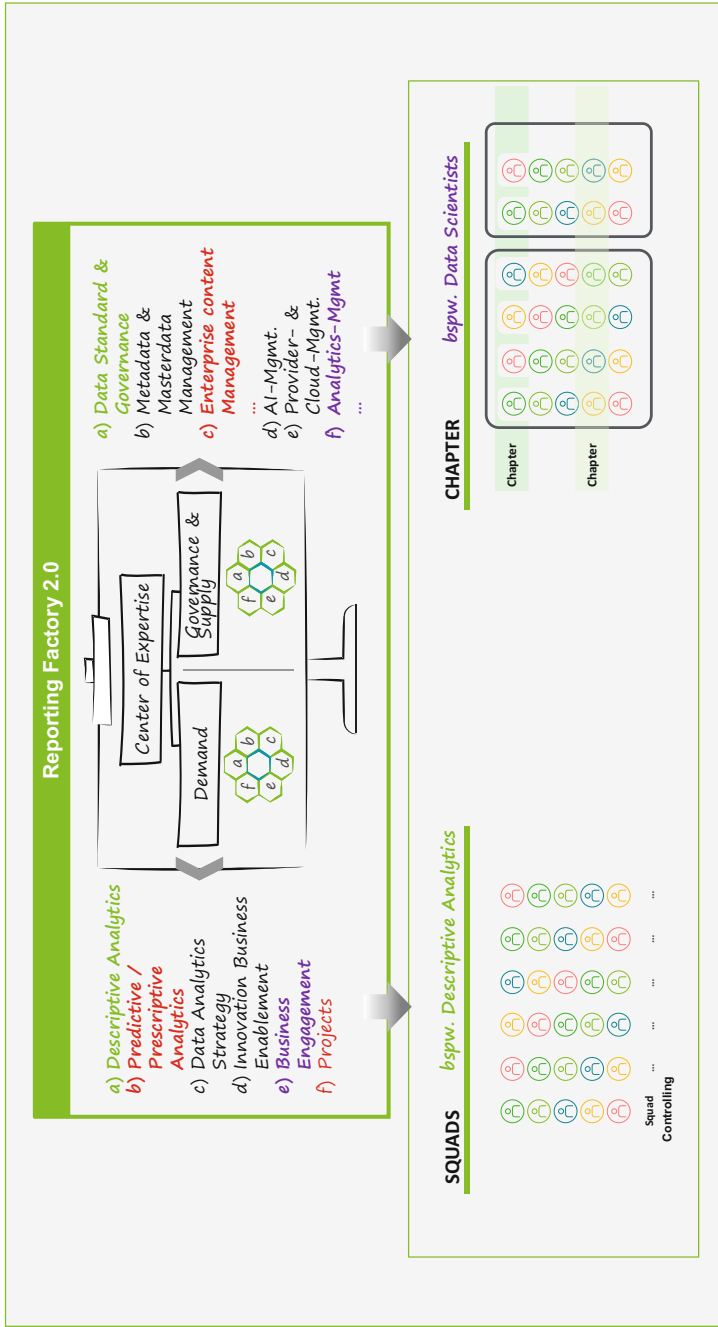 Reporting Factory 2.0
a) Descriptive Analytics
b) Predictive /
Prescriptive
Analytics
c) Data Analytics
Strategy
d) Innovation Business
Enablement
e) Business
Engagement
f) Projects
Center of Expertise
Demand
Governance &
Supply
a
b
c
d
e
f
a
b
c
d
e
f
a) Data Standard &
Governance
b) Metadata &
Masterdata
Management
c) Enterprise content
Management
...
d) AI-Mgmt.
e) Provider- &
Cloud-Mgmt.
f) Analytics-Mgmt
...
SQUADS bspw. Descriptive Analytics
Squad
Controlling
... ... ... ... ...
CHAPTER bspw. Data Scientists
Chapter
Chapter